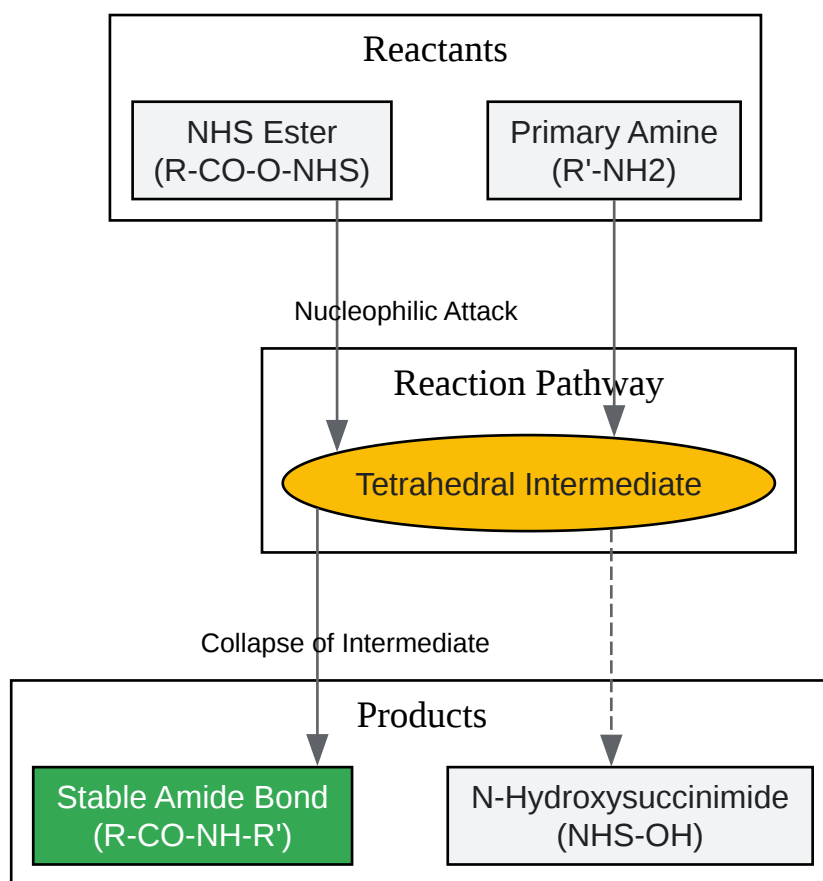 Reactants
NHS Ester
(R-CO-O-NHS)
Primary Amine
(R'-NH2)
Nucleophilic Attack
Reaction Pathway
Tetrahedral Intermediate
Collapse of Intermediate
Products
Stable Amide Bond
(R-CO-NH-R')
N-Hydroxysuccinimide
(NHS-OH)